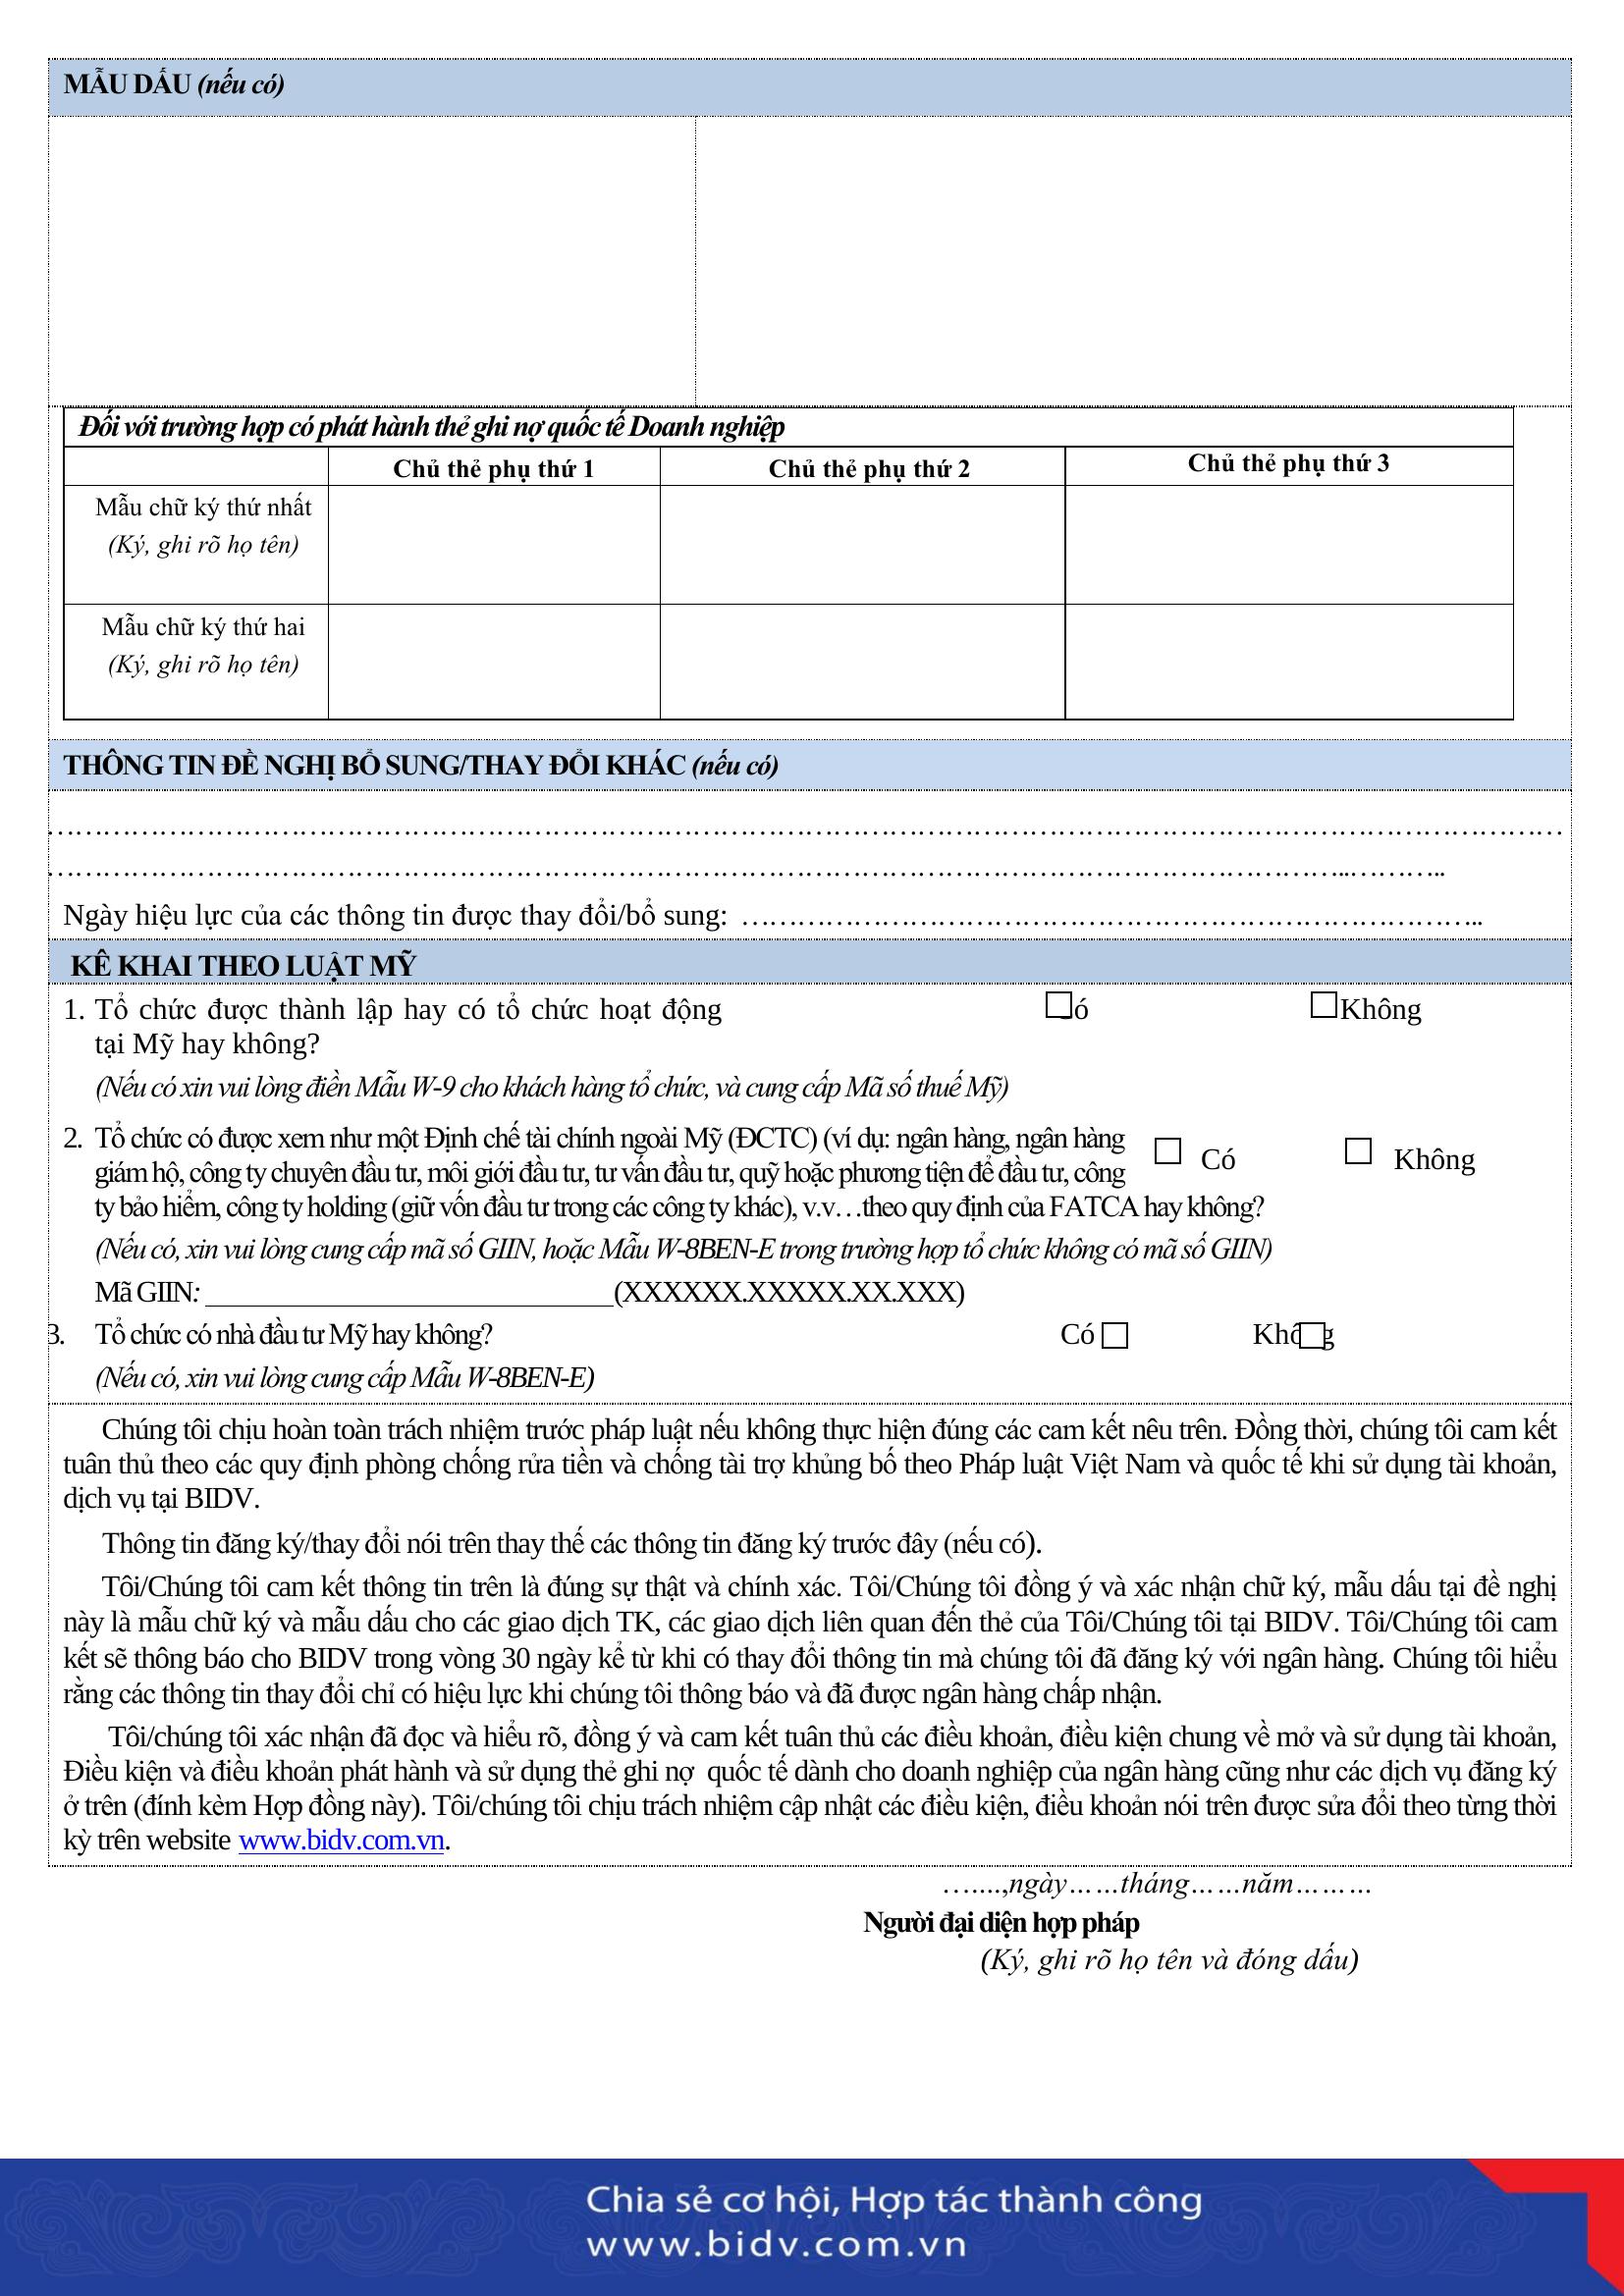 MẪU DẤU (nếu có)
Đối với trường hợp có phát hành thẻ ghi nợ quốc tế Doanh nghiệp
Chủ thẻ phụ thứ 1 Chủ thẻ phụ thứ 2 Chủ thẻ phụ thứ 3
Mẫu chữ ký thứ nhất
(Ký, ghi rõ họ tên)
Mẫu chữ ký thứ hai
(Ký, ghi rõ họ tên)
THÔNG TIN ĐỀ NGHỊ BỔ SUNG/THAY ĐỔI KHÁC (nếu có)
…………………………………………………………………………………………………………………………………………
………………………………………………………………………………………………………………………..………..
Ngày hiệu lực của các thông tin được thay đổi/bổ sung: …………………………………………………………………..
KÊ KHAI THEO LUẬT MỸ
1. Tổ chức được thành lập hay có tổ chức hoạt động ☐ó ☐Không
tại Mỹ hay không?
(Nếu có xin vui lòng điền Mẫu W-9 cho khách hàng tổ chức, và cung cấp Mã số thuế Mỹ)
2. Tổ chức có được xem như một Định chế tài chính ngoài Mỹ (ĐCTC) (ví dụ: ngân hàng, ngân hàng ☐ Có ☐ Không
giám hộ, công ty chuyên đầu tư, môi giới đầu tư, tư vấn đầu tư, quỹ hoặc phương tiện để đầu tư, công
ty bảo hiểm, công ty holding (giữ vốn đầu tư trong các công ty khác), v.v…theo quy định của FATCA hay không?
(Nếu có, xin vui lòng cung cấp mã số GIIN, hoặc Mẫu W-8BEN-E trong trường hợp tổ chức không có mã số GIIN)
Mã GIIN: ___________________________(XXXXXX.XXXXX.XX.XXX)
3. Tổ chức có nhà đầu tư Mỹ hay không? Có ☐ Không ☐
(Nếu có, xin vui lòng cung cấp Mẫu W-8BEN-E)
Chúng tôi chịu hoàn toàn trách nhiệm trước pháp luật nếu không thực hiện đúng các cam kết nêu trên. Đồng thời, chúng tôi cam kết
tuân thủ theo các quy định phòng chống rửa tiền và chống tài trợ khủng bố theo Pháp luật Việt Nam và quốc tế khi sử dụng tài khoản,
dịch vụ tại BIDV.
Thông tin đăng ký/thay đổi nói trên thay thế các thông tin đăng ký trước đây (nếu có).
Tôi/Chúng tôi cam kết thông tin trên là đúng sự thật và chính xác. Tôi/Chúng tôi đồng ý và xác nhận chữ ký, mẫu dấu tại đề nghị
này là mẫu chữ ký và mẫu dấu cho các giao dịch TK, các giao dịch liên quan đến thẻ của Tôi/Chúng tôi tại BIDV. Tôi/Chúng tôi cam
kết sẽ thông báo cho BIDV trong vòng 30 ngày kể từ khi có thay đổi thông tin mà chúng tôi đã đăng ký với ngân hàng. Chúng tôi hiểu
rằng các thông tin thay đổi chỉ có hiệu lực khi chúng tôi thông báo và đã được ngân hàng chấp nhận.
Tôi/chúng tôi xác nhận đã đọc và hiểu rõ, đồng ý và cam kết tuân thủ các điều khoản, điều kiện chung về mở và sử dụng tài khoản,
Điều kiện và điều khoản phát hành và sử dụng thẻ ghi nợ quốc tế dành cho doanh nghiệp của ngân hàng cũng như các dịch vụ đăng ký
ở trên (đính kèm Hợp đồng này). Tôi/chúng tôi chịu trách nhiệm cập nhật các điều kiện, điều khoản nói trên được sửa đổi theo từng thời
kỳ trên website www.bidv.com.vn.
…....,ngày……tháng……năm………
Người đại diện hợp pháp
(Ký, ghi rõ họ tên và đóng dấu)
Chia sẻ cơ hội, Hợp tác thành công
www.bidv.com.vn